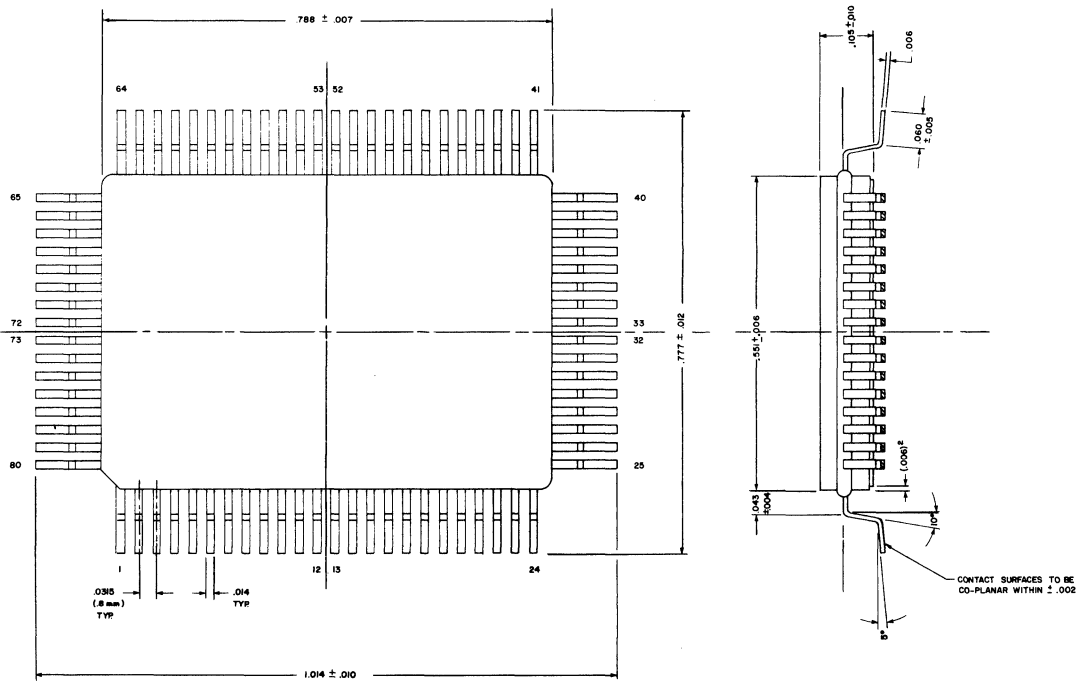 .788 ± .007
64
53
52
41
65
40
72
73
33
32
80
25
1
12
13
24
.0315
(.8 mm)
TYP.
.014
TYP.
1.014 ± .010
.777 ± .012
.105 ± .010
.006
.060
± .005
.551 ± .006
(.006) 2
.043
± .004
10°
5°
CONTACT SURFACES TO BE
CO-PLANAR WITHIN ± .002